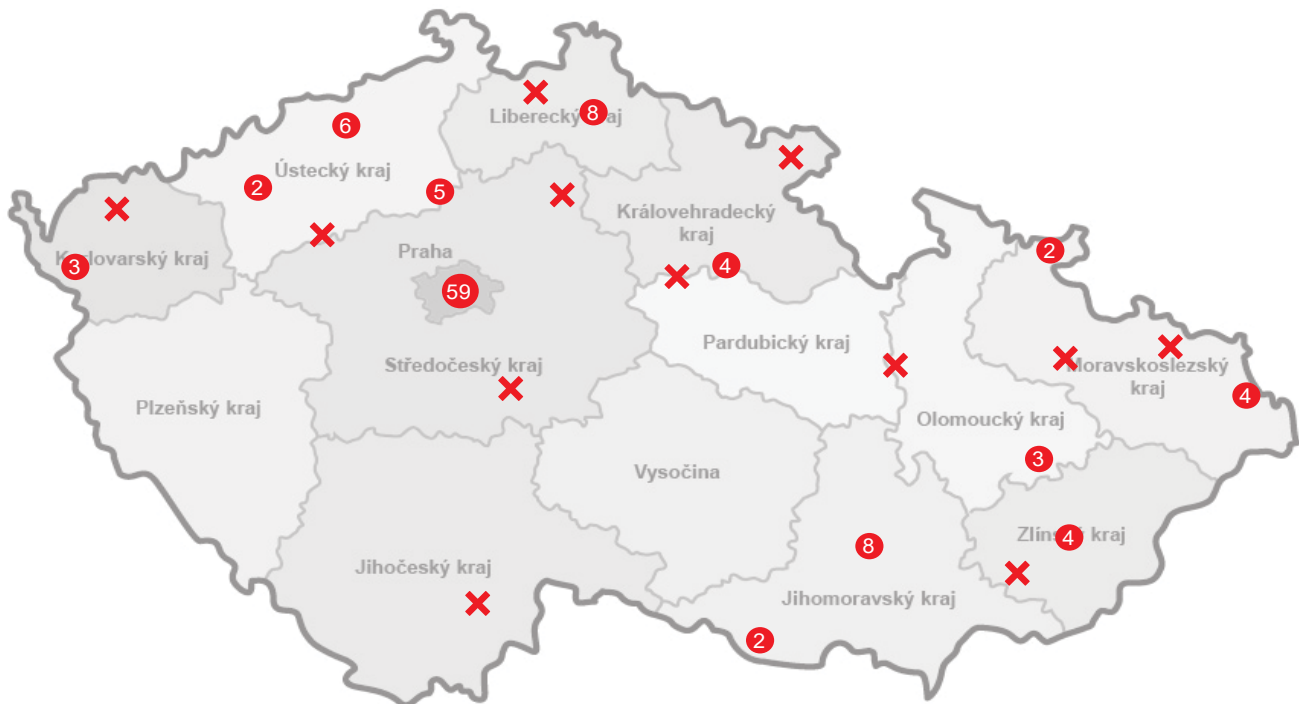 8
Liberecký kraj
6
Ústecký kraj
2
5
Královehradecký
kraj
Praha
2
Karlovarský kraj
3
4
59
Pardubický kraj
Středočeský kraj
Moravskoslezský
kraj
4
Plzeňský kraj
Olomoucký kraj
3
Vysočina
Zlínský kraj
4
8
Jihočeský kraj
Jihomoravský kraj
2